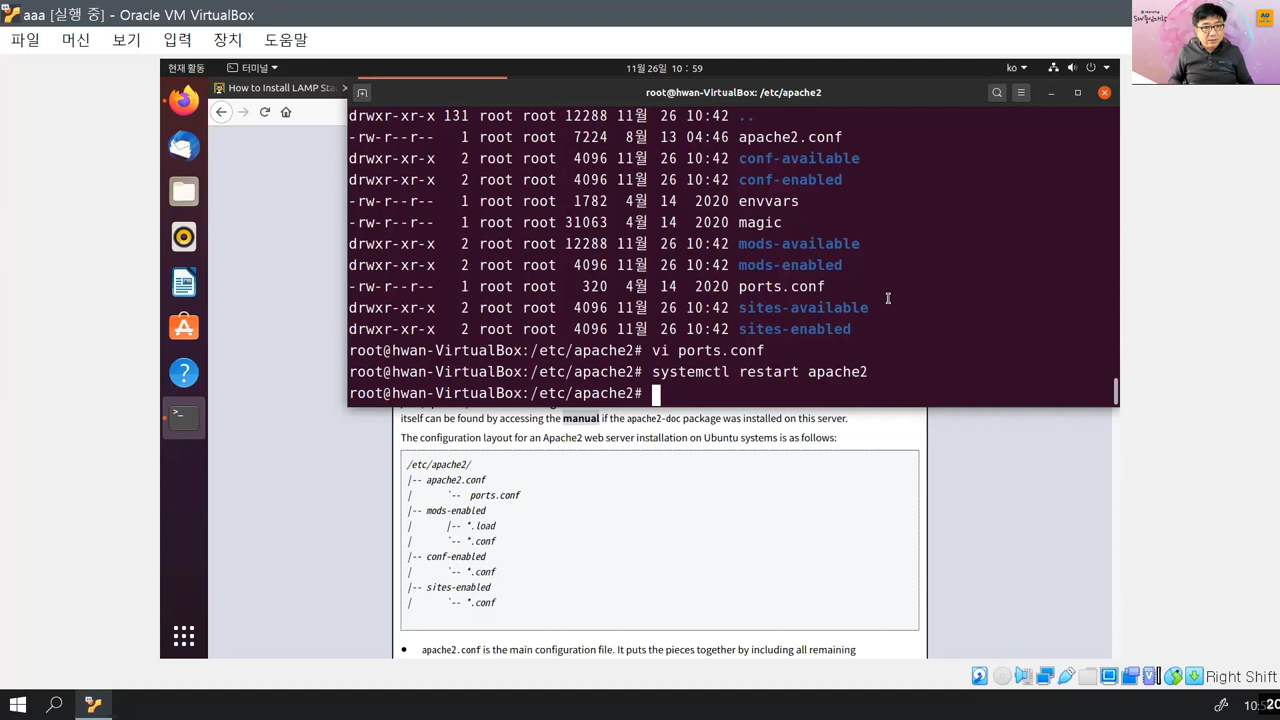 aaa [실행 중] - Oracle VM VirtualBox
파일 머신 보기 입력 장치 도움말
현재 활동 터미널 11월 26일 10 : 59 ko
How to Install LAMP Sta
root@hwan-VirtualBox: /etc/apache2
drwxr-xr-x 131 root root 12288 11월 26 10:42 ..
-rw-r--r-- 1 root root 7224 8월 13 04:46 apache2.conf
drwxr-xr-x 2 root root 4096 11월 26 10:42 conf-available
drwxr-xr-x 2 root root 4096 11월 26 10:42 conf-enabled
-rw-r--r-- 1 root root 1782 4월 14 2020 envvars
-rw-r--r-- 1 root root 31063 4월 14 2020 magic
drwxr-xr-x 2 root root 12288 11월 26 10:42 mods-available
drwxr-xr-x 2 root root 4096 11월 26 10:42 mods-enabled
-rw-r--r-- 1 root root 320 4월 14 2020 ports.conf
drwxr-xr-x 2 root root 4096 11월 26 10:42 sites-available
drwxr-xr-x 2 root root 4096 11월 26 10:42 sites-enabled
root@hwan-VirtualBox:/etc/apache2# vi ports.conf
root@hwan-VirtualBox:/etc/apache2# systemctl restart apache2
root@hwan-VirtualBox:/etc/apache2#
itself can be found by accessing the manual if the apache2-doc package was installed on this server.
The configuration layout for an Apache2 web server installation on Ubuntu systems is as follows:
/etc/apache2/
|-- apache2.conf
| `-- ports.conf
|-- mods-enabled
| |-- *.load
| `-- *.conf
|-- conf-enabled
| `-- *.conf
|-- sites-enabled
| `-- *.conf
● apache2.conf is the main configuration file. It puts the pieces together by including all remaining
Right Shift